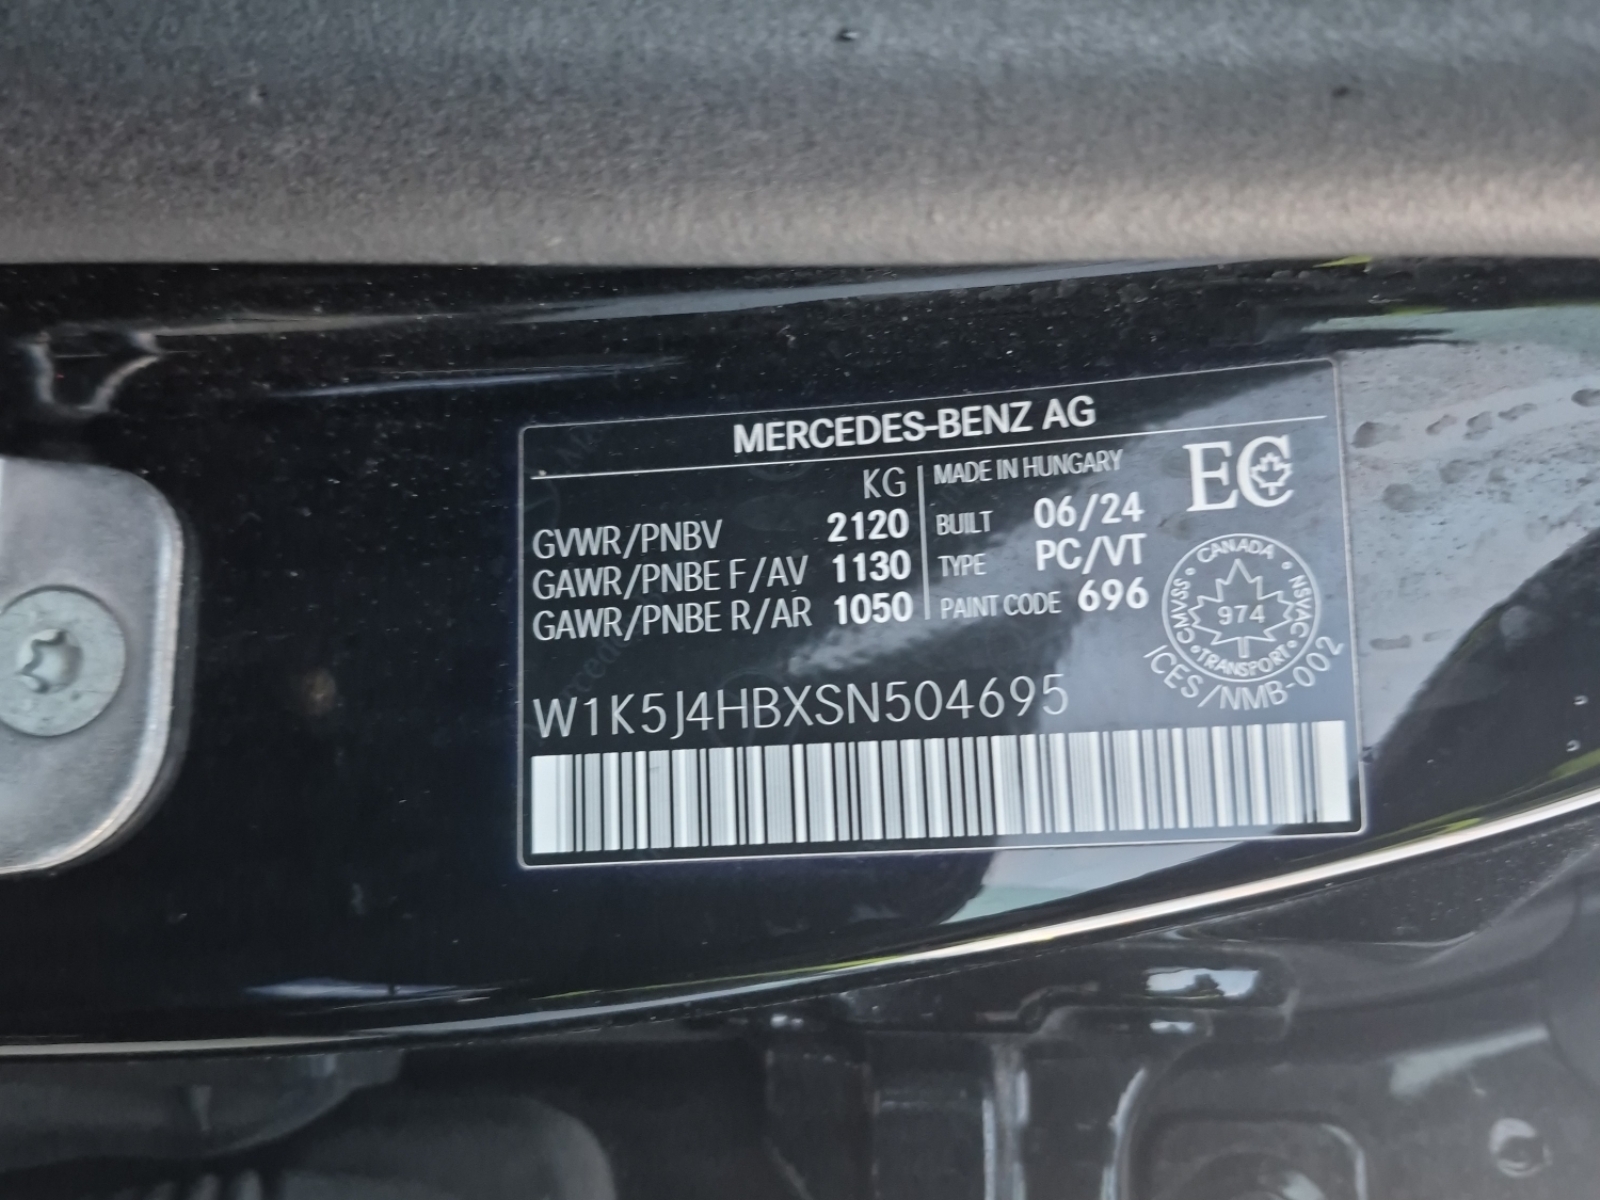 MERCEDES-BENZ AG
KG
GVWR/PNBV 2120
GAWR/PNBE F/AV 1130
GAWR/PNBE R/AR 1050
MADE IN HUNGARY
BUILT 06/24
TYPE PC/VT
PAINT CODE 696
EC
CANADA
CMVSS
974
NSVAC
TRANSPORT
ICES/NMB-002
W1K5J4HBXSN504695